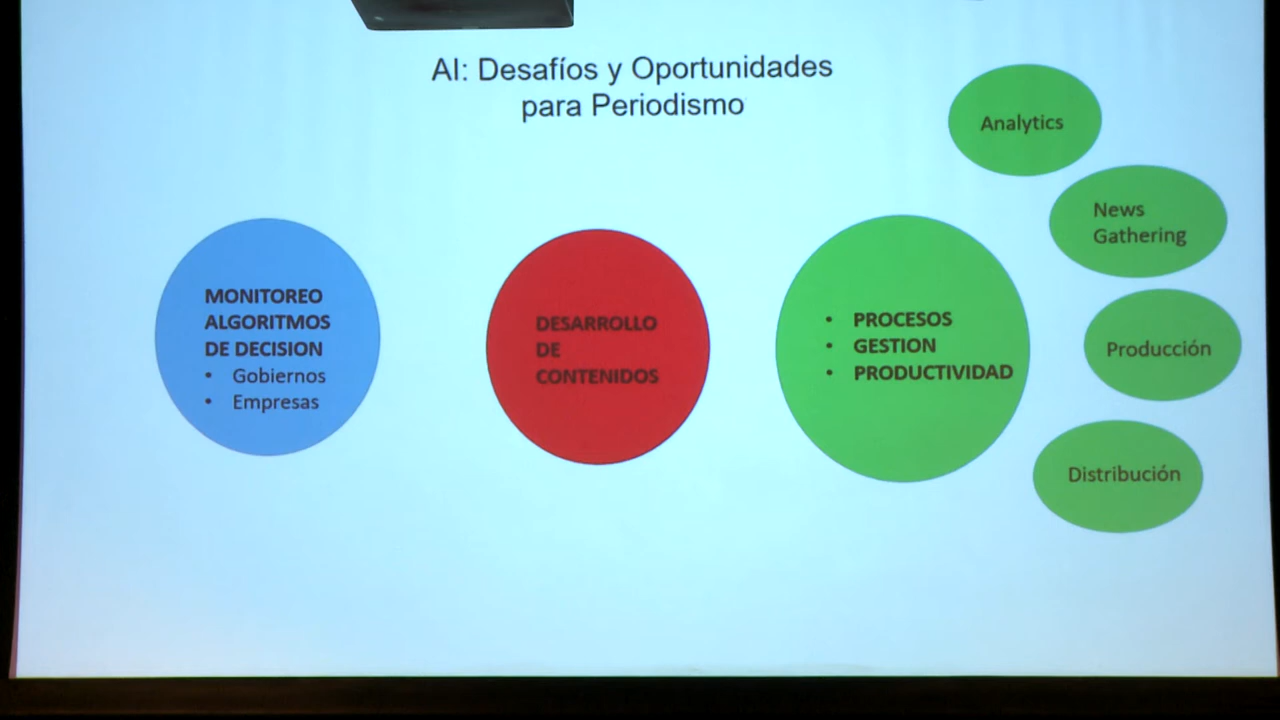 AI: Desafíos y Oportunidades
para Periodismo
MONITOREO
ALGORITMOS
DE DECISION
• Gobiernos
• Empresas
DESARROLLO
DE
CONTENIDOS
• PROCESOS
• GESTION
• PRODUCTIVIDAD
Analytics
News
Gathering
Producción
Distribución